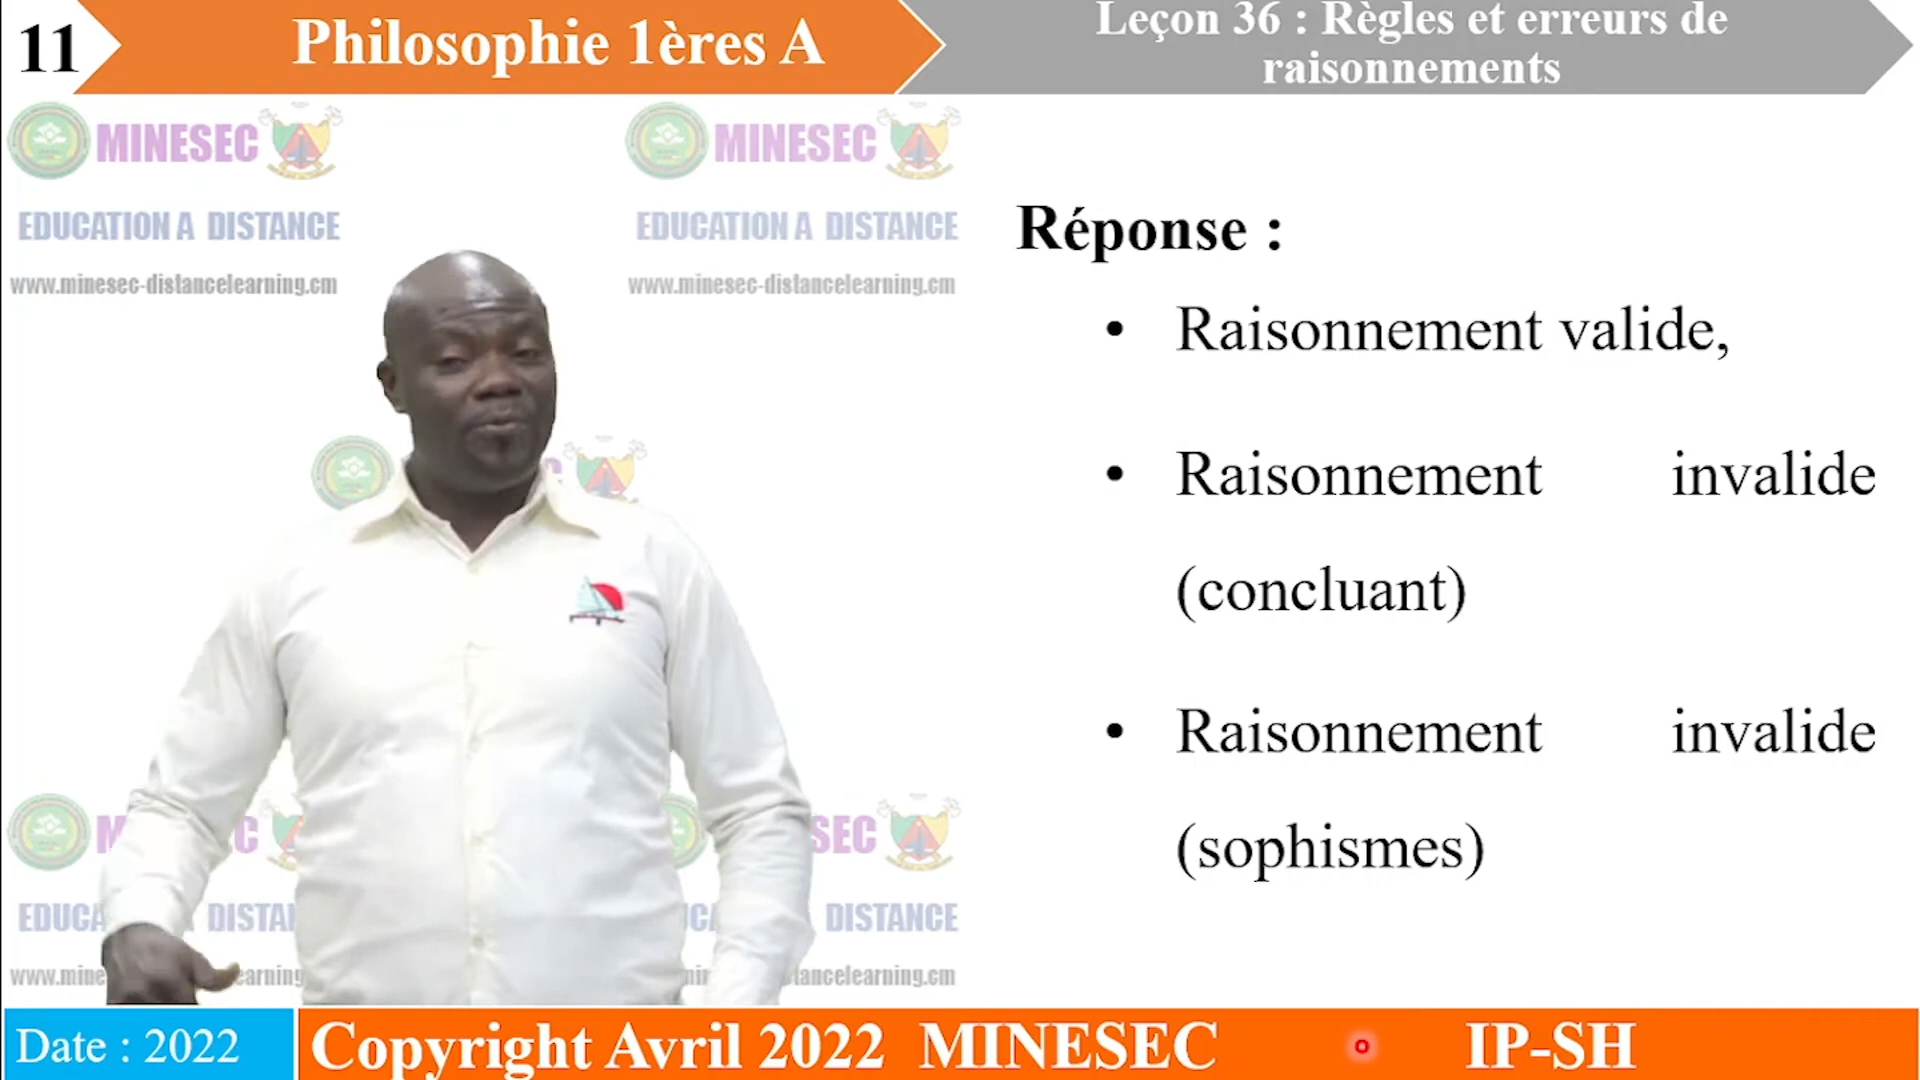 11
Philosophie 1ères A
Leçon 36 : Règles et erreurs de
raisonnements
MINESEC
EDUCATION A DISTANCE
www.minesec-distancelearning.cm
MINESEC
EDUCATION A DISTANCE
www.minesec-distancelearning.cm
Réponse :
• Raisonnement valide,
• Raisonnement invalide
(concluant)
• Raisonnement invalide
(sophismes)
Date : 2022
Copyright Avril 2022 MINESEC
IP-SH